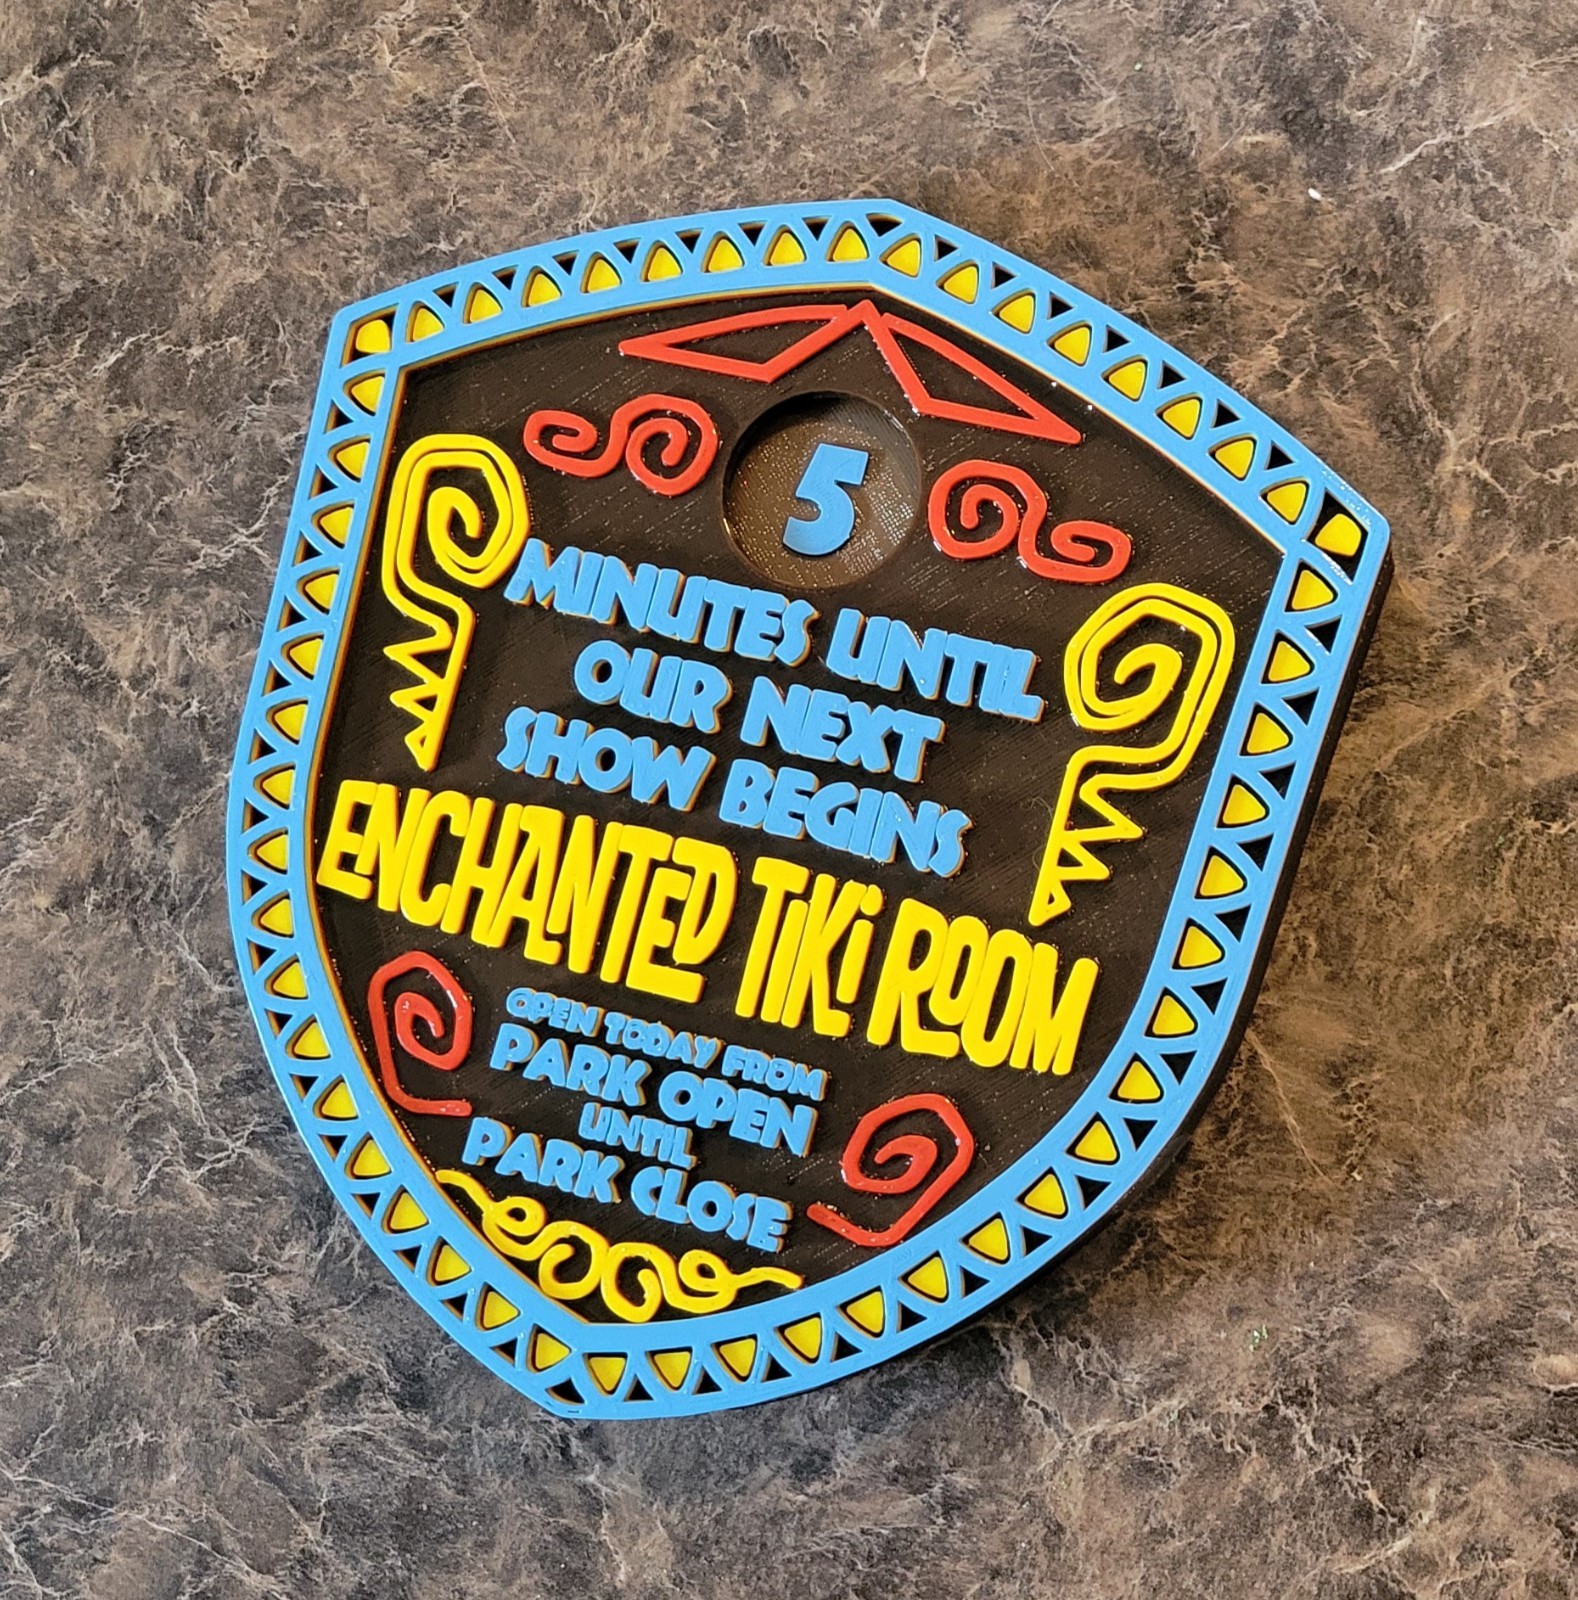 5
MINUTES UNTIL
OUR NEXT
SHOW BEGINS
ENCHANTED TIKI ROOM
OPEN TODAY FROM
PARK OPEN
UNTIL
PARK CLOSE